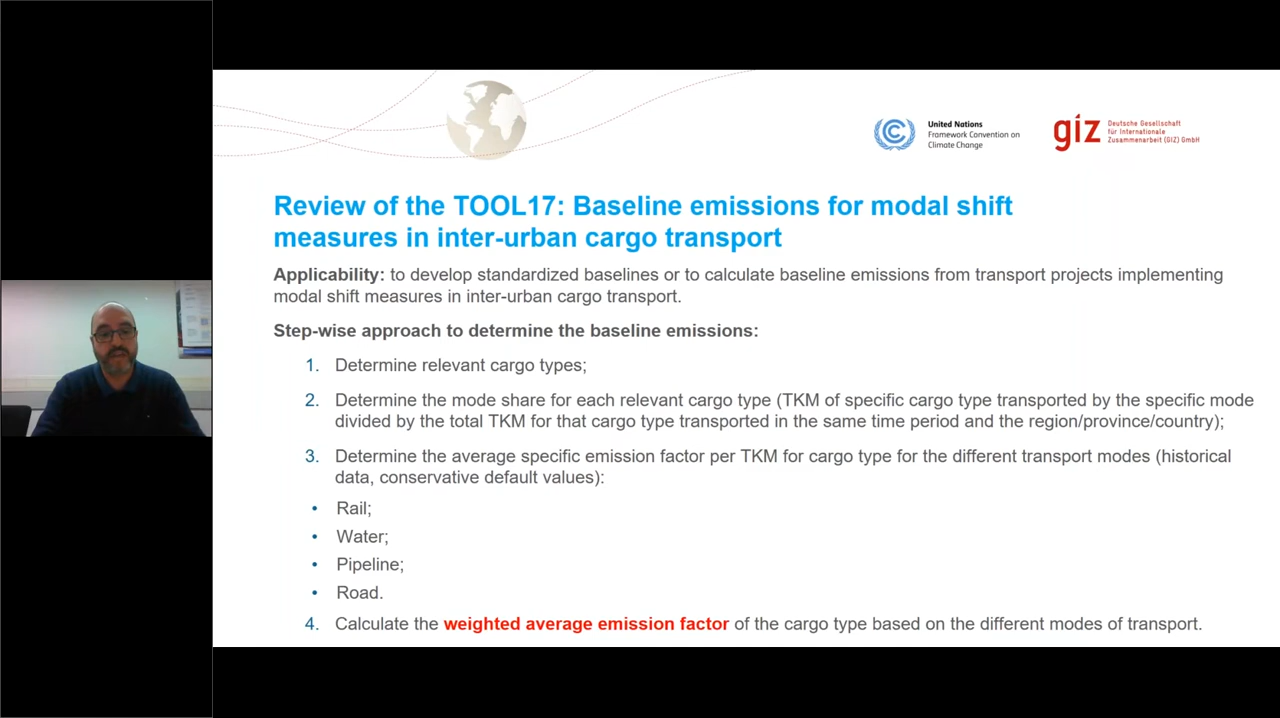 United Nations
Framework Convention on
Climate Change
giz
Deutsche Gesellschaft
für Internationale
Zusammenarbeit (GIZ) GmbH
Review of the TOOL17: Baseline emissions for modal shift
measures in inter-urban cargo transport
Applicability: to develop standardized baselines or to calculate baseline emissions from transport projects implementing
modal shift measures in inter-urban cargo transport.
Step-wise approach to determine the baseline emissions:
1. Determine relevant cargo types;
2. Determine the mode share for each relevant cargo type (TKM of specific cargo type transported by the specific mode
divided by the total TKM for that cargo type transported in the same time period and the region/province/country);
3. Determine the average specific emission factor per TKM for cargo type for the different transport modes (historical
data, conservative default values):
• Rail;
• Water;
• Pipeline;
• Road.
4. Calculate the weighted average emission factor of the cargo type based on the different modes of transport.